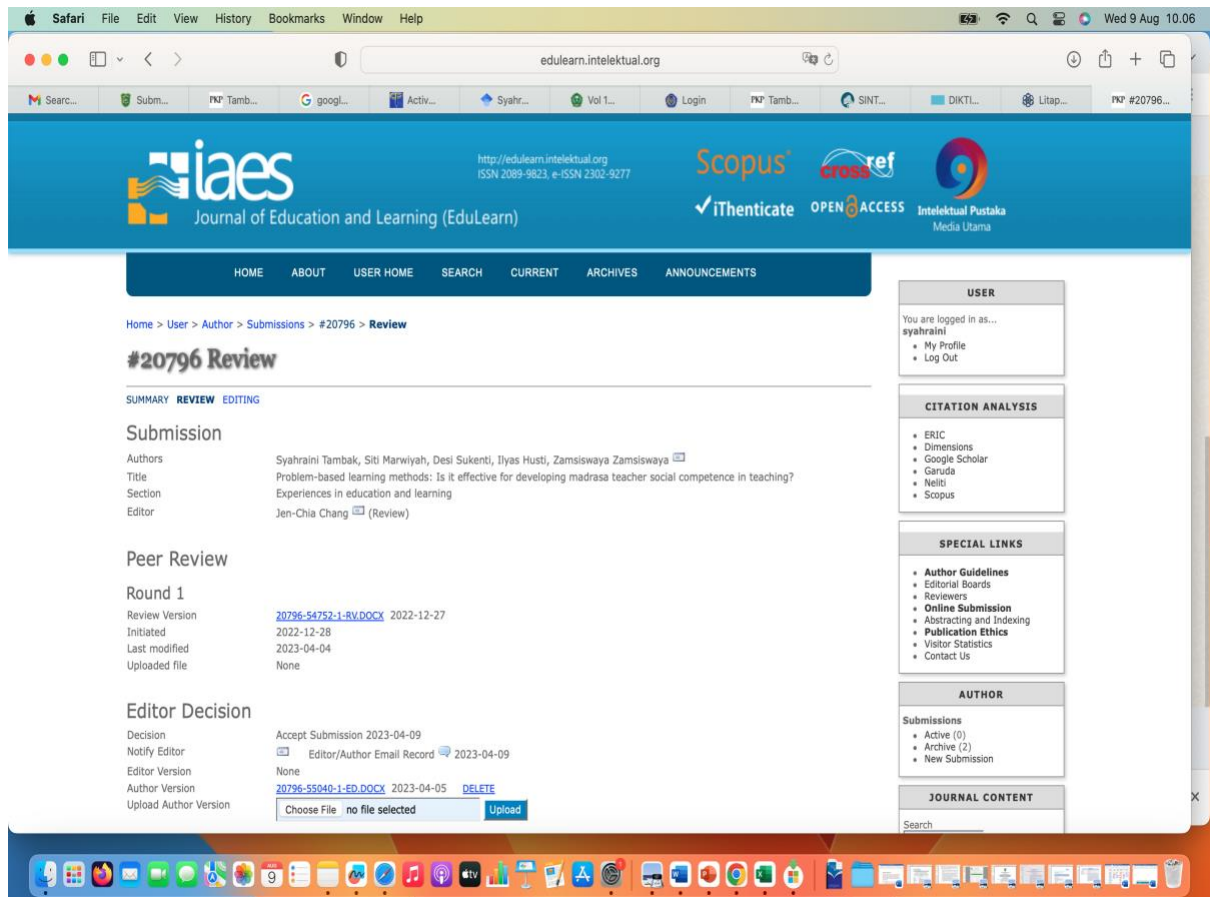 Safari File Edit View History Bookmarks Window Help Wed 9 Aug 10.06
edulearn.intelektual.org
Searc... Subm... PKP Tamb... G googl... Activ... Syahr... Vol 1... Login PKP Tamb... SINT... DIKTI... Litap... PKP #20796...
iaes
Journal of Education and Learning (EduLearn)
http://edulearn.intelektual.org
ISSN 2089-9823, e-ISSN 2302-9277
Scopus
crossref
iThenticate
OPEN ACCESS
Intelektual Pustaka
Media Utama
HOME ABOUT USER HOME SEARCH CURRENT ARCHIVES ANNOUNCEMENTS
Home > User > Author > Submissions > #20796 > Review
#20796 Review
SUMMARY REVIEW EDITING
Submission
Authors Syahraini Tambak, Siti Marwiyah, Desi Sukenti, Ilyas Husti, Zamsiswaya Zamsiswaya
Title Problem-based learning methods: Is it effective for developing madrasa teacher social competence in teaching?
Section Experiences in education and learning
Editor Jen-Chia Chang (Review)
Peer Review
Round 1
Review Version 20796-54752-1-RV.DOCX 2022-12-27
Initiated 2022-12-28
Last modified 2023-04-04
Uploaded file None
Editor Decision
Decision Accept Submission 2023-04-09
Notify Editor Editor/Author Email Record 2023-04-09
Editor Version None
Author Version 20796-55040-1-ED.DOCX 2023-04-05 DELETE
Upload Author Version Choose File no file selected Upload
USER
You are logged in as...
syahraini
My Profile
Log Out
CITATION ANALYSIS
ERIC
Dimensions
Google Scholar
Garuda
Neliti
Scopus
SPECIAL LINKS
Author Guidelines
Editorial Boards
Reviewers
Online Submission
Abstracting and Indexing
Publication Ethics
Visitor Statistics
Contact Us
AUTHOR
Submissions
Active (0)
Archive (2)
New Submission
JOURNAL CONTENT
Search
AUG
9
tv